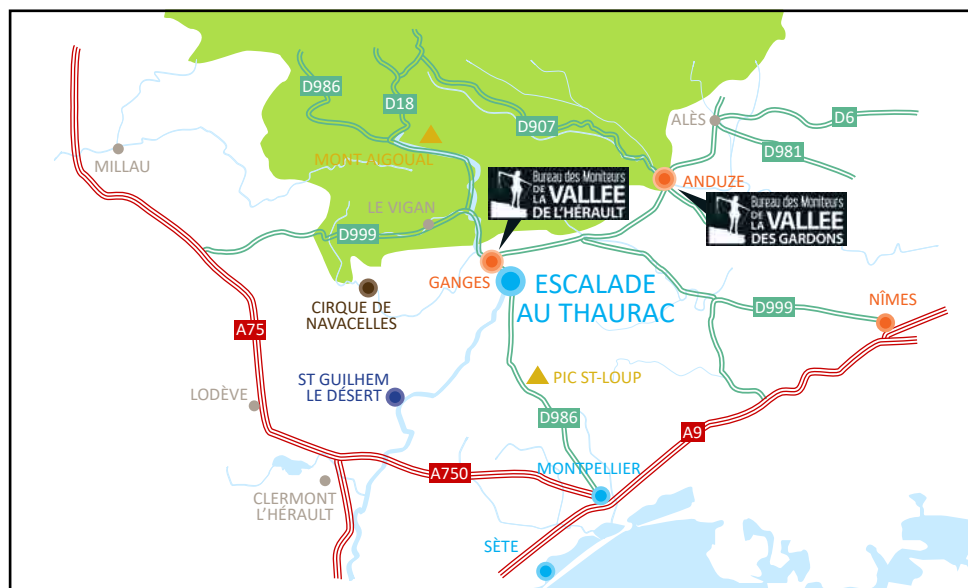 D986
D18
D907
ALÈS
D6
D981
MILLAU
MONT-AIGOUAL
ANDUZE
Bureau des Moniteurs
DE LA VALLEE
DE L'HÉRAULT
Bureau des Moniteurs
DE LA VALLEE
DES GARDONS
LE VIGAN
D999
GANGES
ESCALADE
AU THAURAC
CIRQUE DE
NAVACELLES
NÎMES
D999
A75
ST GUILHEM
LE DÉSERT
PIC ST-LOUP
LODÈVE
D986
A9
A750
MONTPELLIER
CLERMONT
L'HÉRAULT
SÈTE